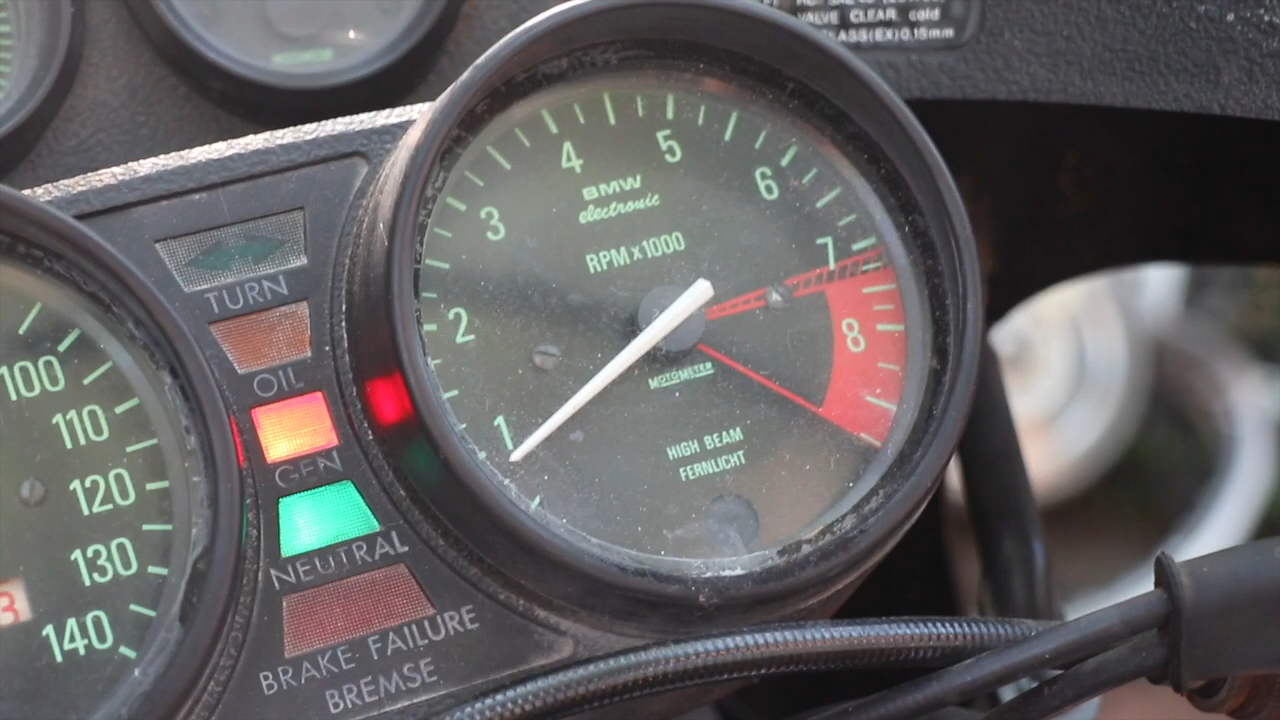 VALVE CLEAR. cold
(EX)0.15mm
3
4
5
6
7
8
2
1
BMW
electronic
RPM x 1000
MOTOMETER
HIGH BEAM
FERNLICHT
TURN
OIL
GEN
NEUTRAL
BRAKE FAILURE
BREMSE
100
110
120
130
140
3